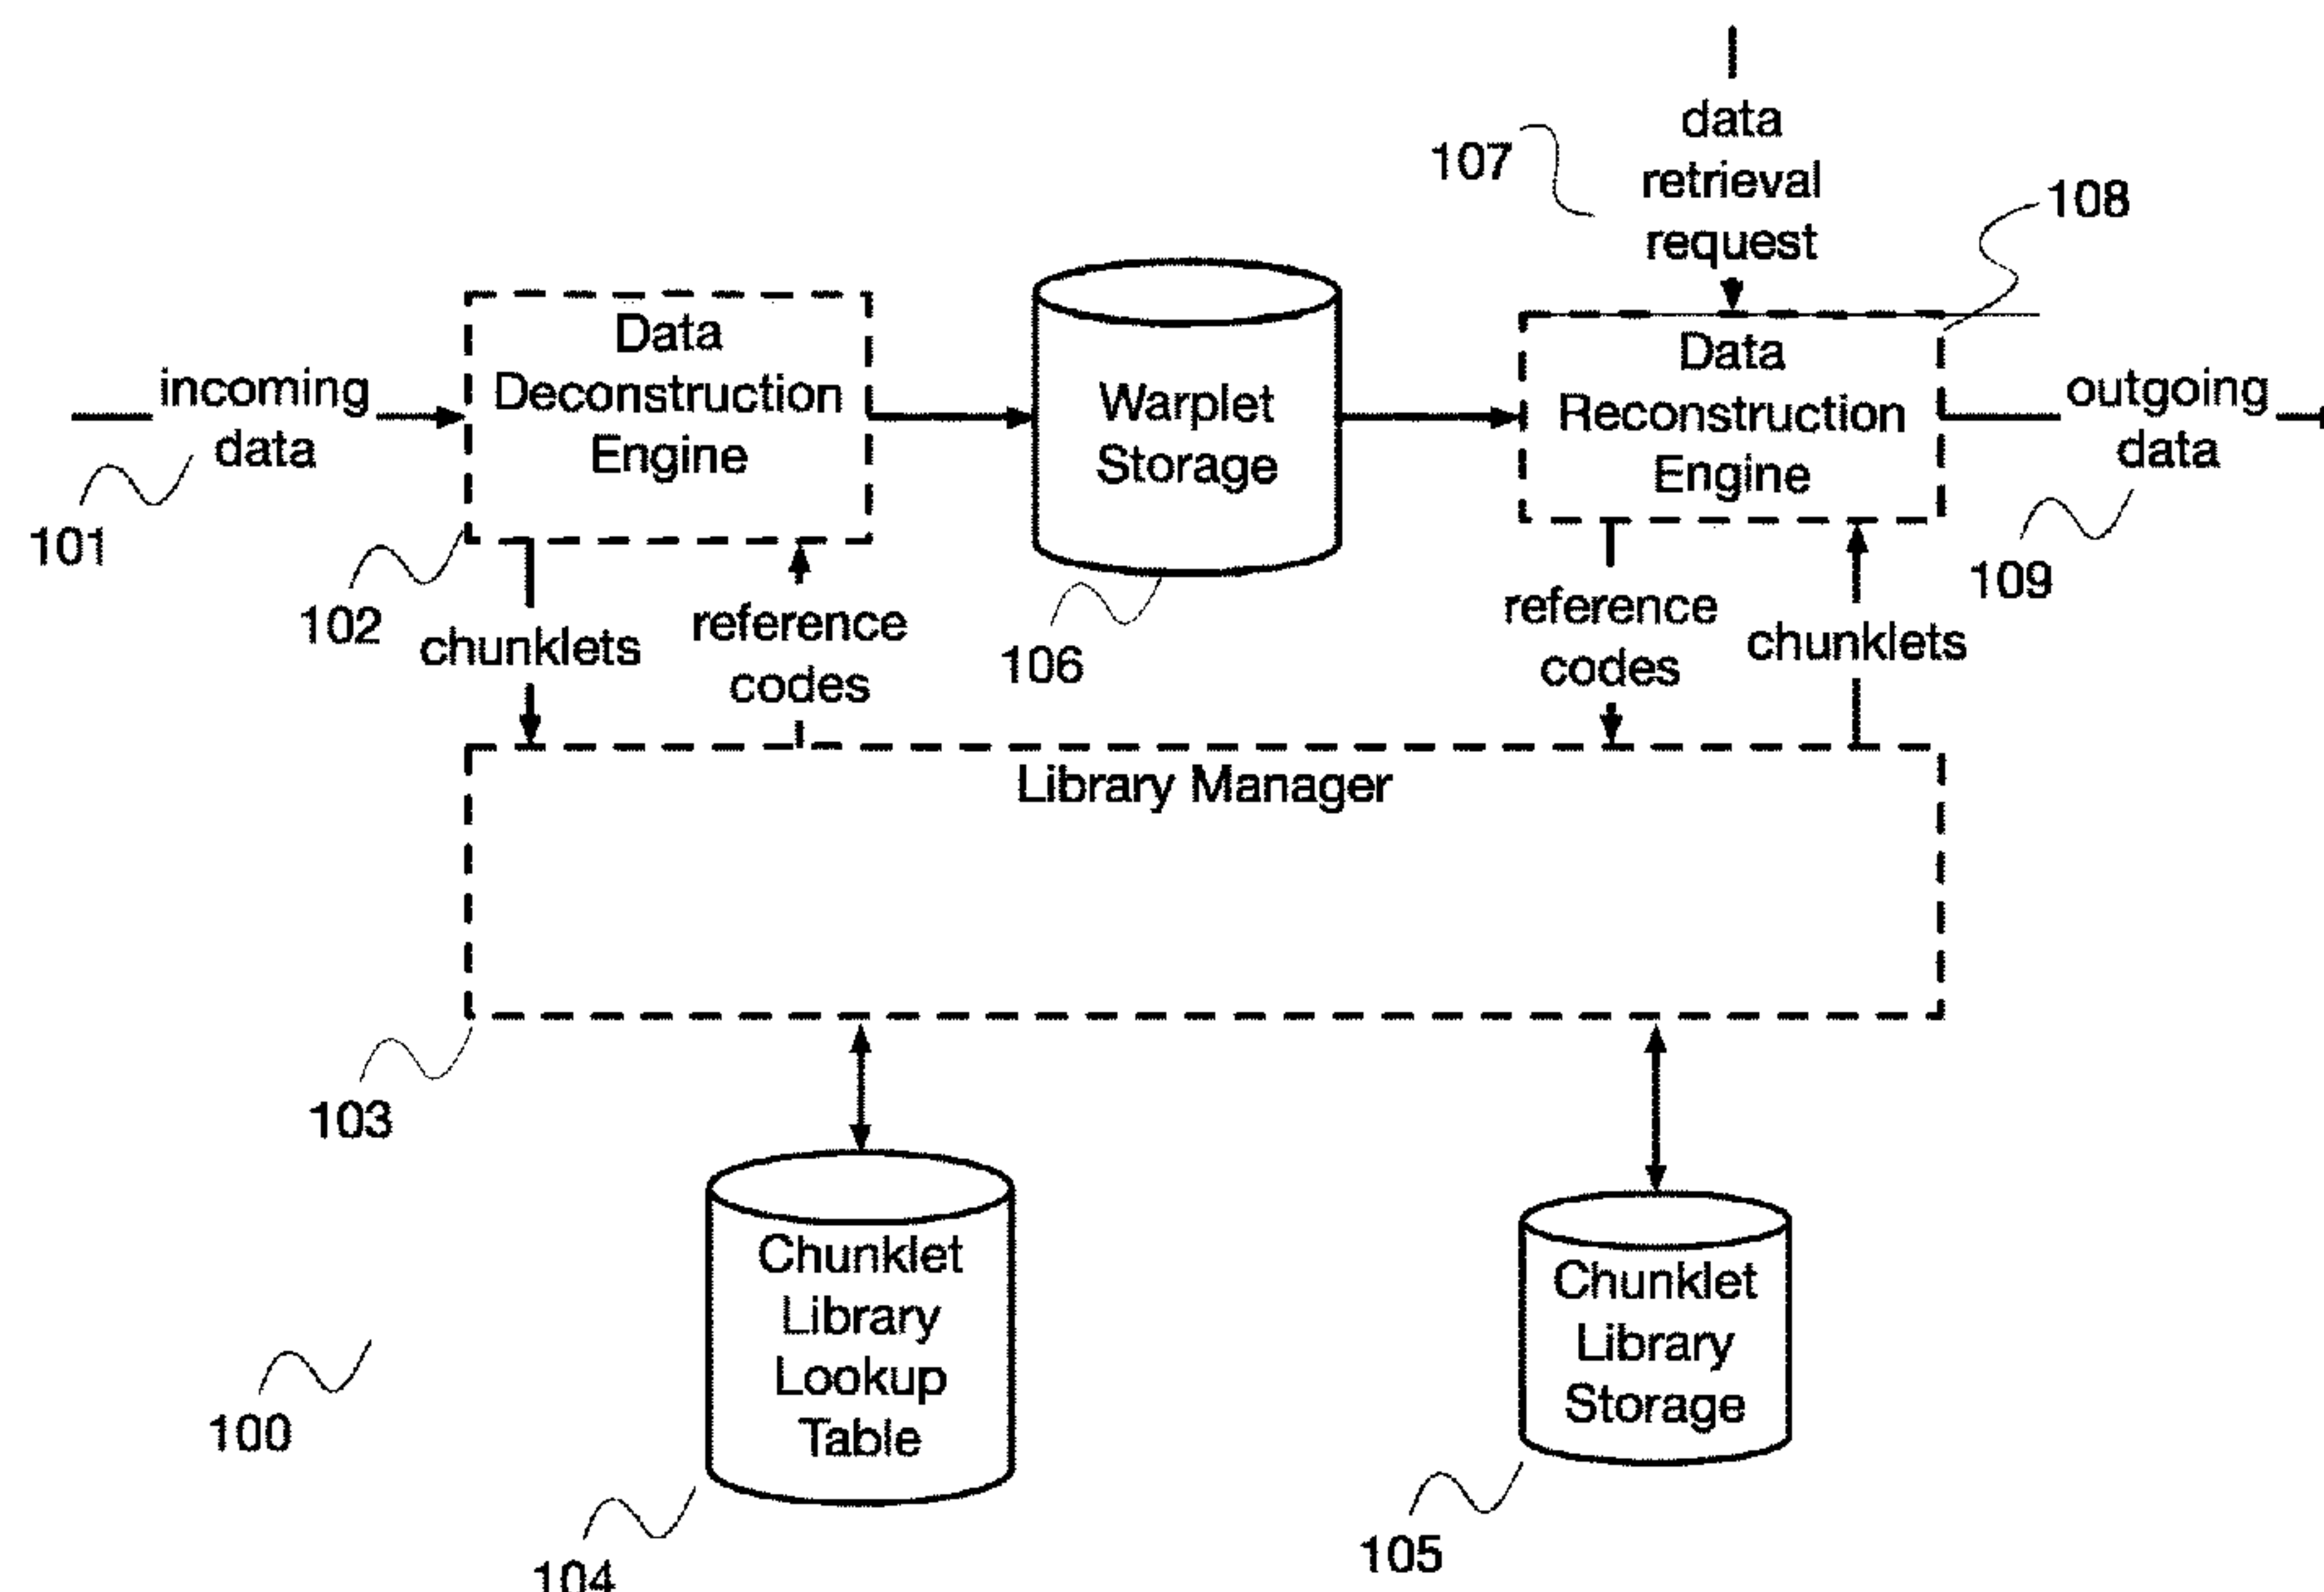 data
retrieval
request
107
108
incoming
data
101
Data
Deconstruction
Engine
102
Warplet
Storage
106
Data
Reconstruction
Engine
outgoing
data
109
chunklets
reference
codes
reference
codes
chunklets
Library Manager
103
Chunklet
Library
Lookup
Table
104
Chunklet
Library
Storage
105
100